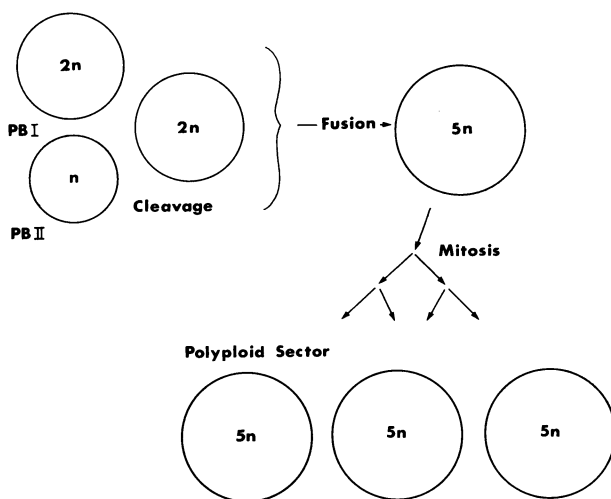 2n
PB I
2n
n
Cleavage
PB II
Fusion
5n
Mitosis
Polyploid Sector
5n
5n
5n